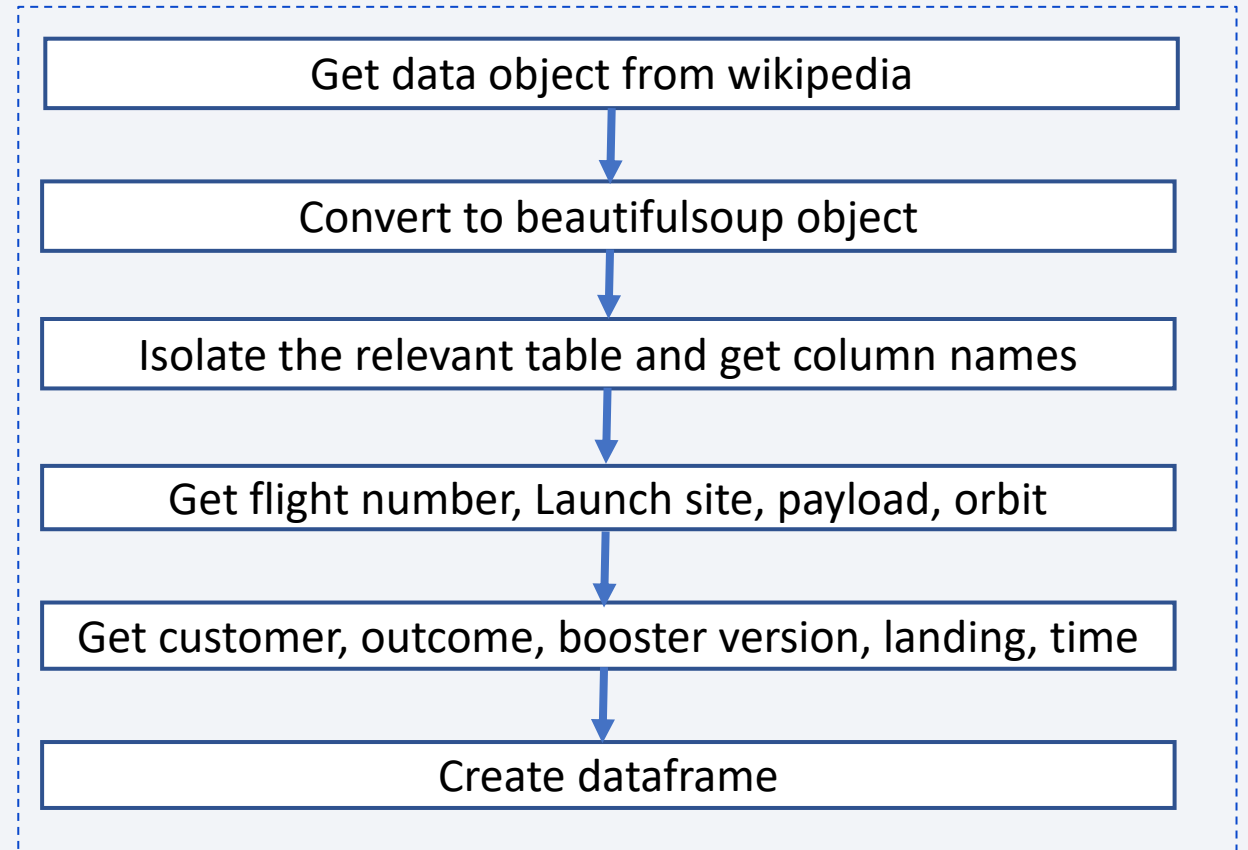 Get data object from wikipedia
Convert to beautifulsoup object
Isolate the relevant table and get column names
Get flight number, Launch site, payload, orbit
Get customer, outcome, booster version, landing, time
Create dataframe